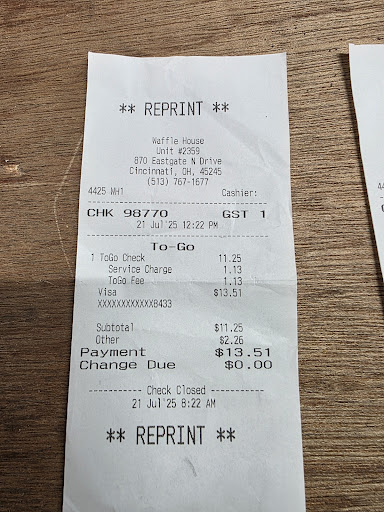 ** REPRINT **
Waffle House
Unit #2359
870 Eastgate N Drive
Cincinnati, OH, 45245
(513) 767-1677
4425 WH1 Cashier:
CHK 98770 GST 1
21 Jul'25 12:22 PM
To-Go
1 ToGo Check 11.25
Service Charge 1.13
ToGo Fee 1.13
Visa $13.51
XXXXXXXXXXXX8433
Subtotal $11.25
Other $2.26
Payment $13.51
Change Due $0.00
---------- Check Closed ----------
21 Jul'25 8:22 AM
** REPRINT **